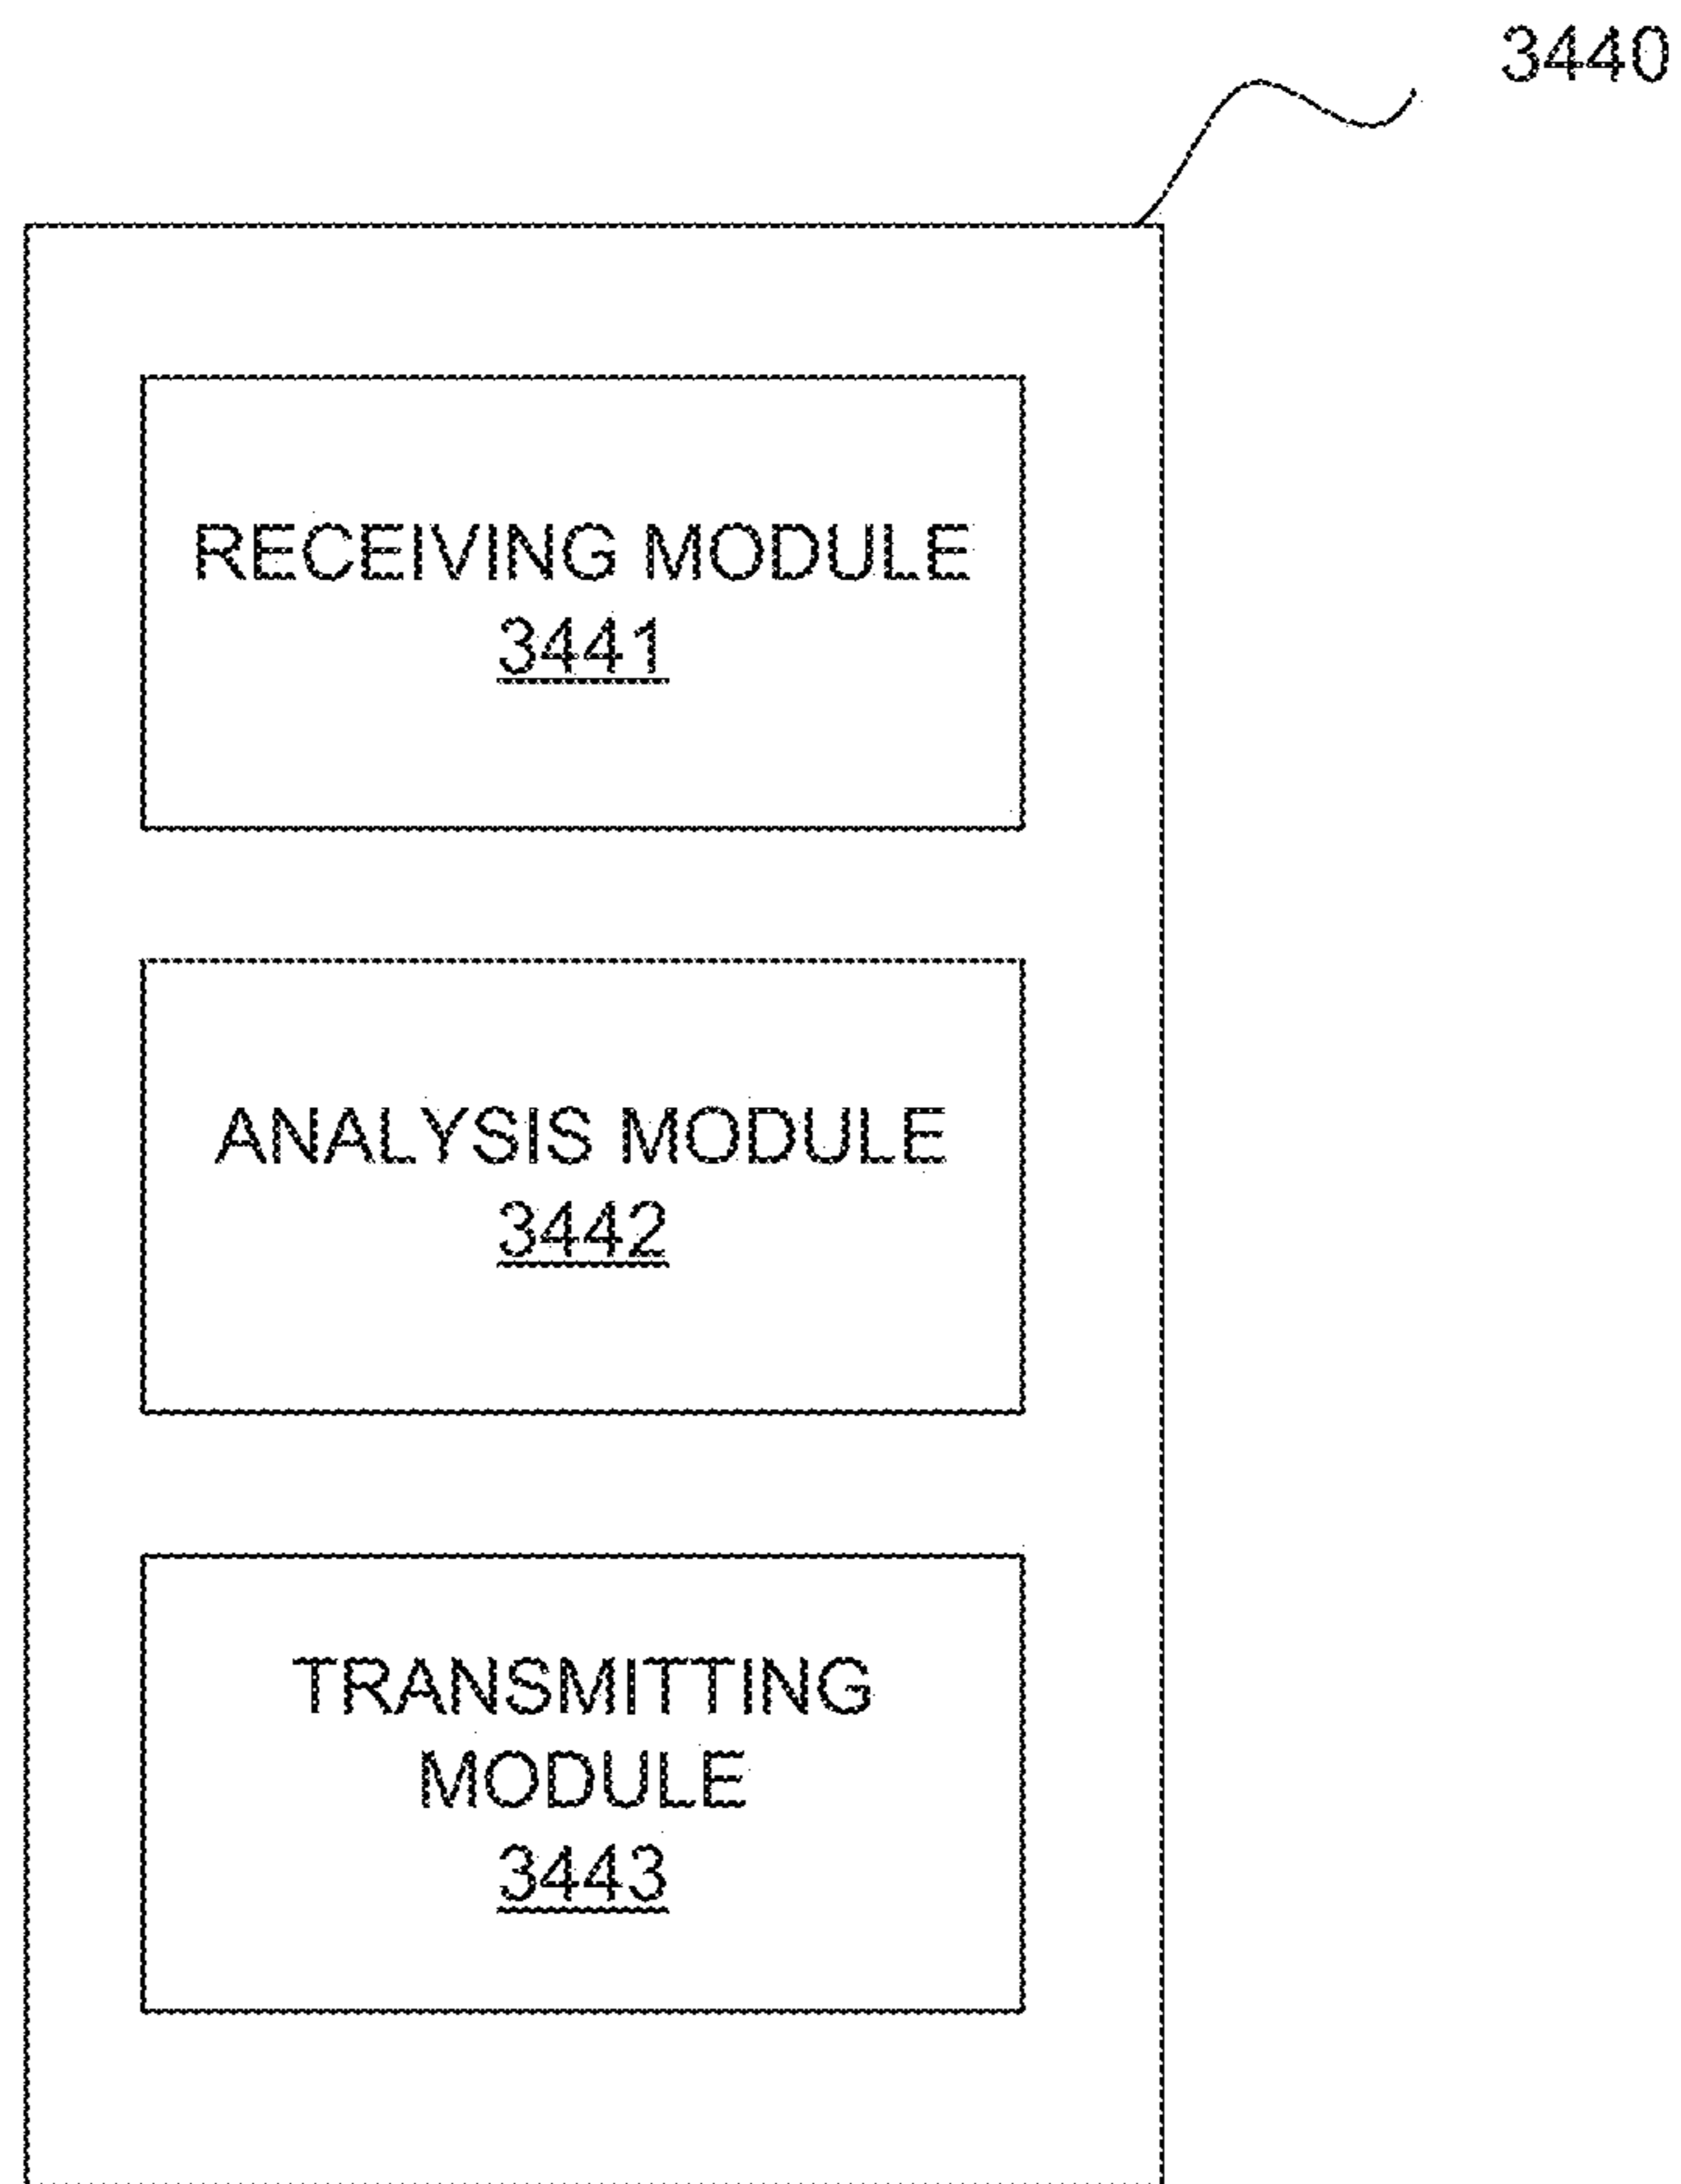 3440
RECEIVING MODULE
3441
ANALYSIS MODULE
3442
TRANSMITTING
MODULE
3443